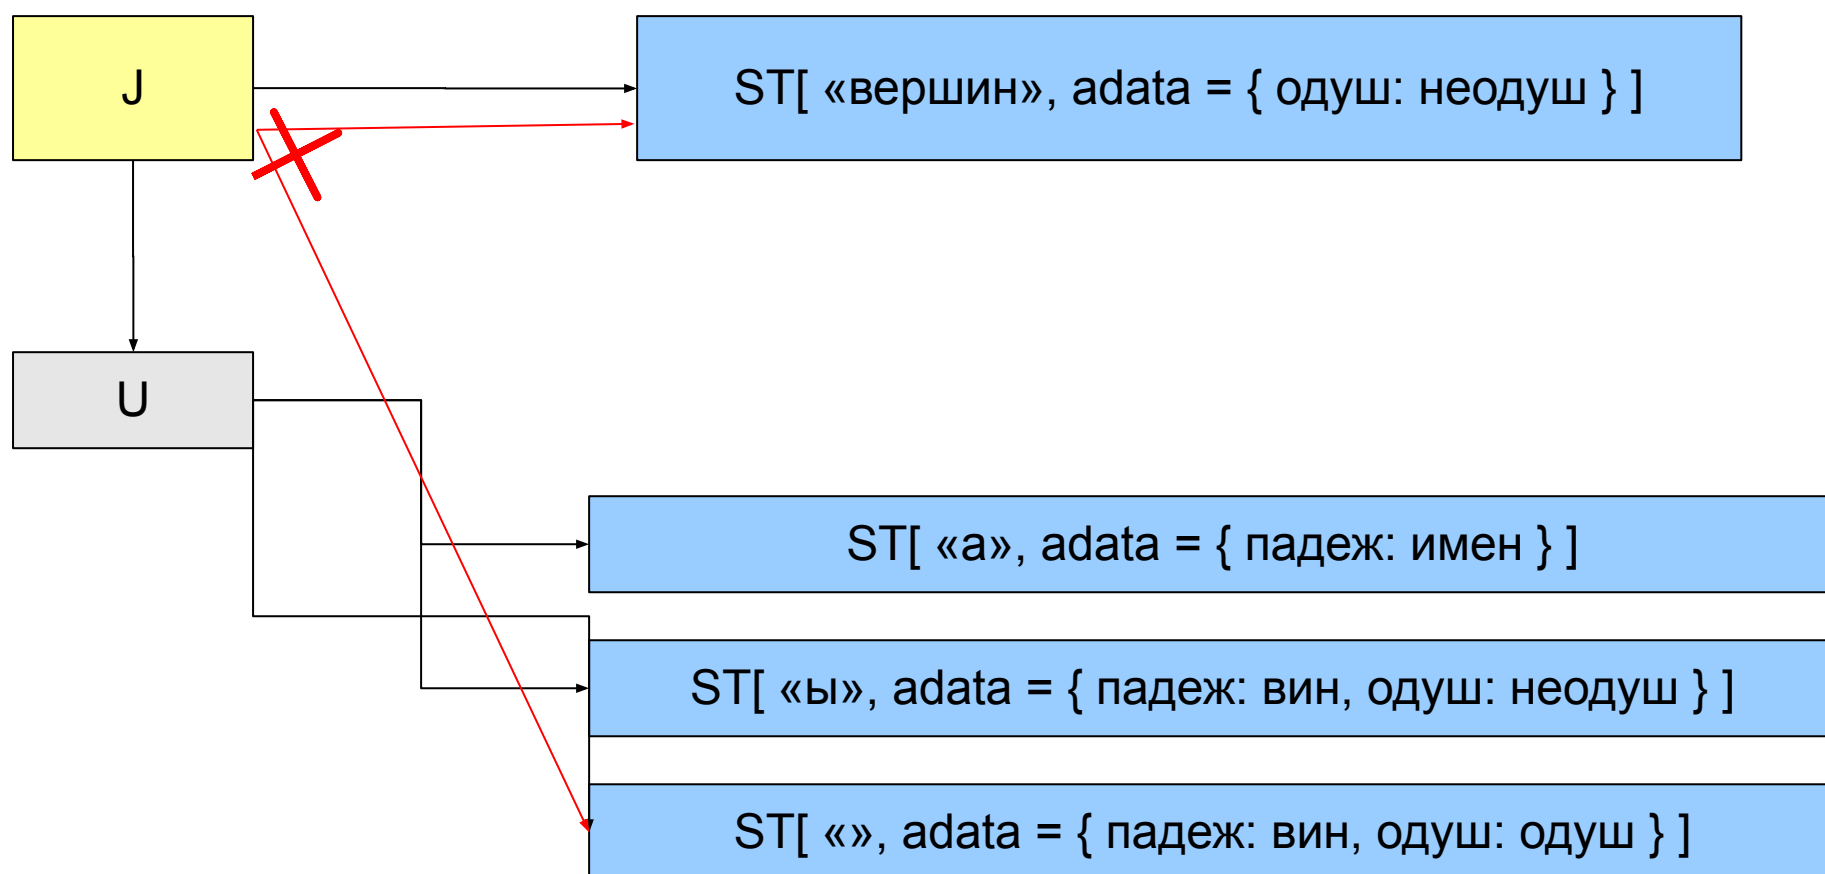 J
ST[ «вершин», adata = { одуш: неодуш } ]
U
ST[ «а», adata = { падеж: имен } ]
ST[ «ы», adata = { падеж: вин, одуш: неодуш } ]
ST[ «», adata = { падеж: вин, одуш: одуш } ]